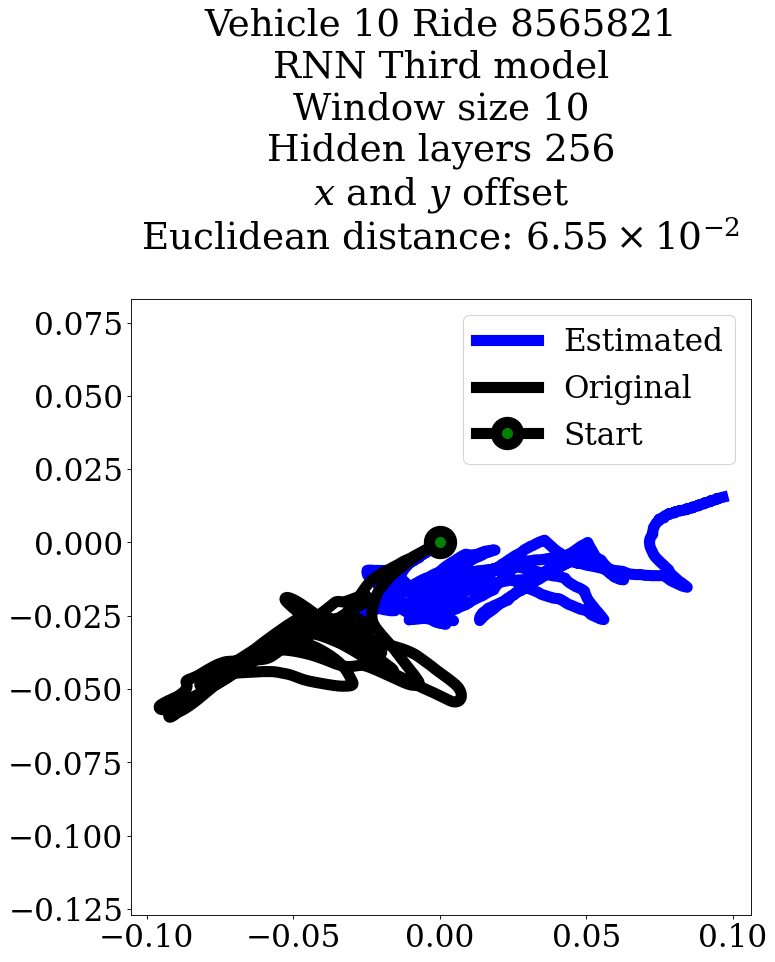 Vehicle 10 Ride 8565821
RNN Third model
Window size 10
Hidden layers 256
x and y offset
Euclidean distance: 6.55 × 10⁻²
Estimated
Original
Start
0.075
0.050
0.025
0.000
−0.025
−0.050
−0.075
−0.100
−0.125
−0.10 −0.05 0.00 0.05 0.10